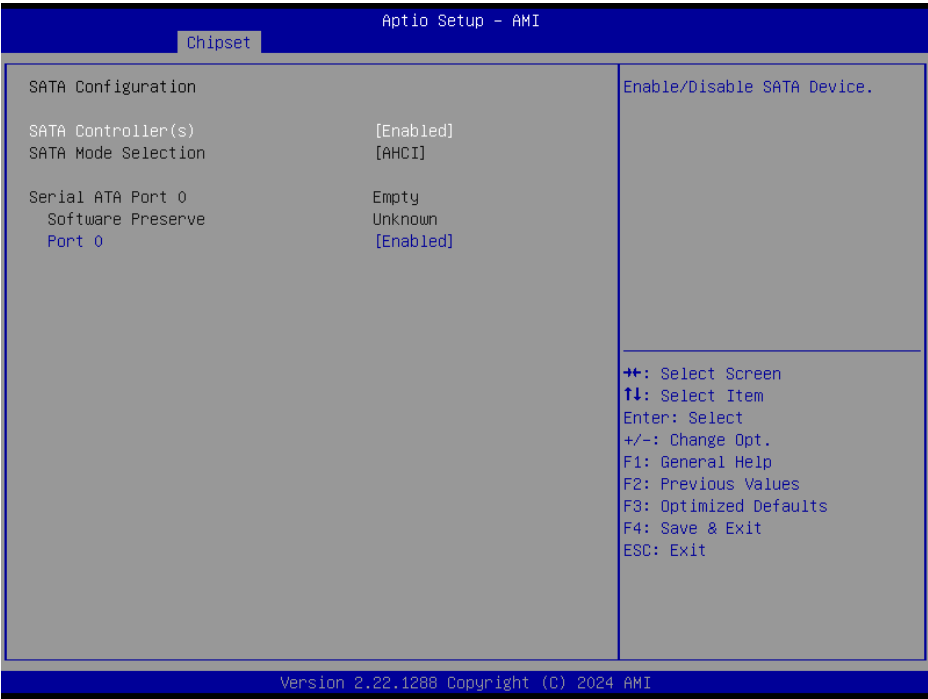 Aptio Setup – AMI
Chipset
SATA Configuration
SATA Controller(s) [Enabled]
SATA Mode Selection [AHCI]
Serial ATA Port 0 Empty
Software Preserve Unknown
Port 0 [Enabled]
Enable/Disable SATA Device.
→←: Select Screen
↑↓: Select Item
Enter: Select
+/-: Change Opt.
F1: General Help
F2: Previous Values
F3: Optimized Defaults
F4: Save & Exit
ESC: Exit
Version 2.22.1288 Copyright (C) 2024 AMI